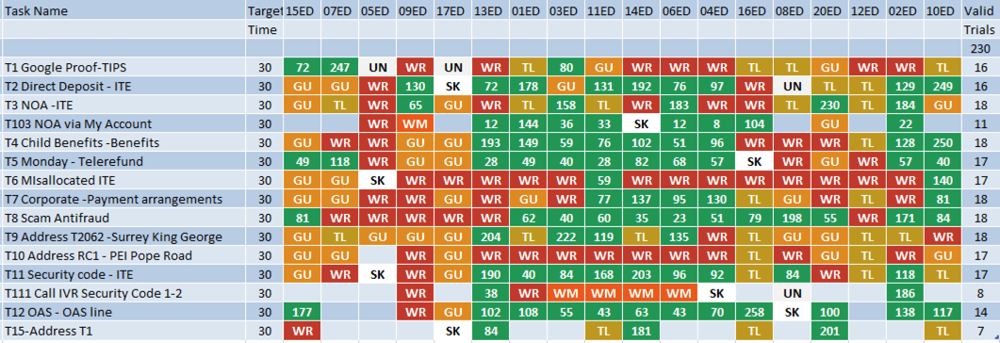 Task Name Target 15ED 07ED 05ED 09ED 17ED 13ED 01ED 03ED 11ED 14ED 06ED 04ED 16ED 08ED 20ED 12ED 02ED 10ED Valid
Time Trials
230
T1 Google Proof-TIPS 30 72 247 UN WR UN WR TL 80 GU WR WR WR TL TL GU WR WR TL 16
T2 Direct Deposit - ITE 30 GU GU WR 130 SK 72 178 GU 131 192 76 97 WR UN TL TL 129 249 16
T3 NOA -ITE 30 GU TL WR 65 GU WR TL 158 TL WR 183 WR WR TL 230 TL 184 GU 18
T103 NOA via My Account 30 WR WM 12 144 36 33 SK 12 8 104 GU 22 11
T4 Child Benefits -Benefits 30 GU WR WR GU GU 193 149 59 76 102 51 96 WR WR WR TL 128 250 18
T5 Monday - Telerefund 30 49 118 WR GU GU 28 49 40 28 82 68 57 SK WR GU WR 57 40 17
T6 MIsallocated ITE 30 GU GU SK WR WR WR WR WR 59 WR WR WR WR WR WR WR WR 140 17
T7 Corporate -Payment arrangements 30 GU GU WR WR GU WR GU WR 77 137 95 130 TL GU WR TL WR 81 18
T8 Scam Antifraud 30 81 WR WR WR WR WR 62 40 60 35 23 51 79 198 55 WR 171 84 18
T9 Address T2062 -Surrey King George 30 GU TL GU GU GU 204 TL 222 119 TL 135 WR TL GU GU TL TL WR 18
T10 Address RC1 - PEI Pope Road 30 GU GU WR GU WR WR WR WR WR WR WR TL WR GU WR WR GU 17
T11 Security code - ITE 30 GU WR SK GU GU 190 40 84 168 203 96 92 TL 84 WR TL 118 TL 17
T111 Call IVR Security Code 1-2 30 WR 38 WR WM WM WM WM SK UN 186 8
T12 OAS - OAS line 30 177 WR GU 102 108 55 43 63 43 70 258 SK 100 138 117 14
T15-Address T1 30 WR SK 84 TL 181 TL 201 TL 7